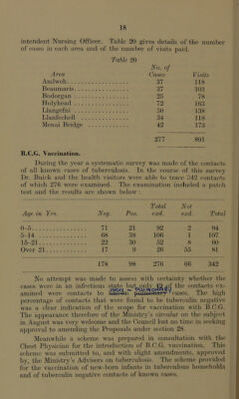 18
intendent Nursing Officer. Table 20 gives details of the number
of cases in each area and of the number of visits paid.
Table 20
No. of
Area Cases Visits
Amlwch 27 118
Beaumaris 27 103
Bodorgan 25 78
Holyhead 72 163
Llangefni 50 138
Llanfechell 34 118
Menai Bridge 42 173
277 891
B.C.G. Vaccination.
During the year a systematic survey was made of the contacts
of all known cases of tuberculosis. In the course of this survey
Dr. Buick and the health visitors were able to trace 342 contacts
of which 276 were examined. The examination included a patch
test and the results are shown below :
Total Not
Age in Yrs. Neg. Pos. exd. exd. Total
0-5 71 21 92 2 94
5-14 68 38 106 1 107
15-21 22 30 52 8 60
Over 21 17 9 26 55 81
178 98 276 66 342
No attempt was made to assess with certainty whether the
cases were in an infectious state but only of the contacts ex-
amined were contacts to cases. The high
percentage of contacts that were found to be tuberculin negative
was a clear indication of the scope for vaccination with B.C.G.
The appearance therefore of the Ministry's circular on the subject
in August was very welcome and the Council lost no time in seeking
approval to amending the Proposals under section 28.
Meanwhile a scheme was prepared in consultation with the
Chest Physician for the introduction of B.C.G. vaccination. This
scheme was submitted to, and with slight amendments, approved
by, the Ministry's Advisers on tuberculosis. The scheme provided
for the vaccination of new-born infants in tuberculous households
and of tuberculin negative contacts of known cases.